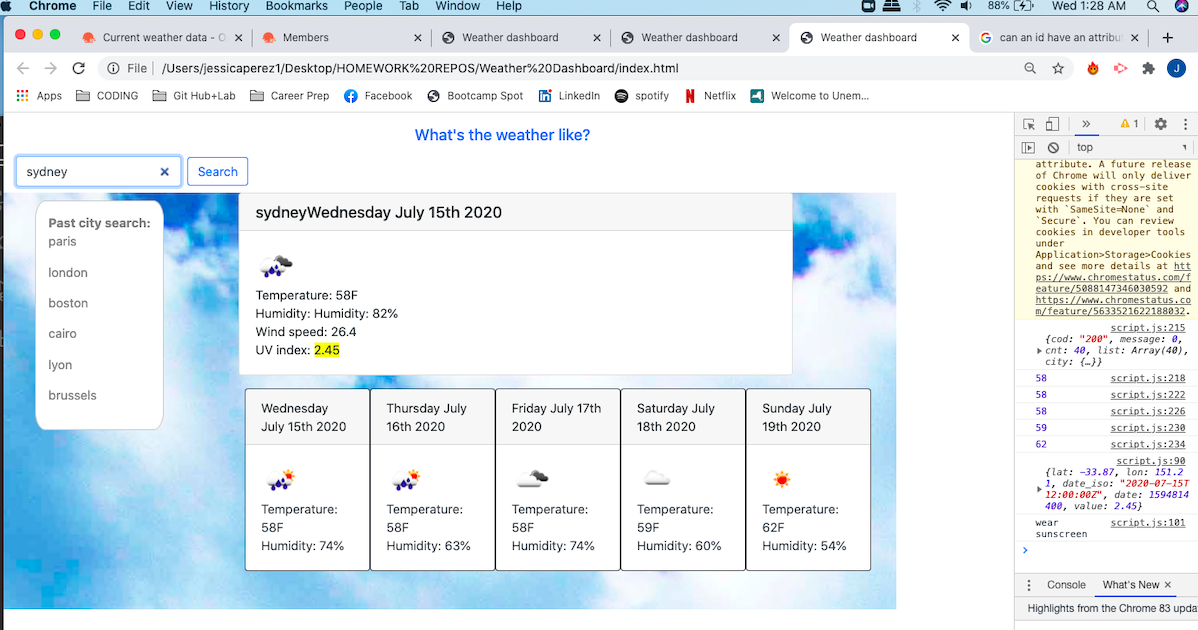 Chrome File Edit View History Bookmarks People Tab Window Help 88% Wed 1:28 AM
Current weather data - O Members Weather dashboard Weather dashboard Weather dashboard can an id have an attribu
File /Users/jessicaperez1/Desktop/HOMEWORK%20REPOS/Weather%20Dashboard/index.html J
Apps CODING Git Hub+Lab Career Prep Facebook Bootcamp Spot LinkedIn spotify Netflix Welcome to Unem...
What's the weather like?
sydney Search
Past city search:
paris
london
boston
cairo
lyon
brussels
sydneyWednesday July 15th 2020
Temperature: 58F
Humidity: Humidity: 82%
Wind speed: 26.4
UV index: 2.45
Wednesday
July 15th 2020
Temperature:
58F
Humidity: 74%
Thursday July
16th 2020
Temperature:
58F
Humidity: 63%
Friday July 17th
2020
Temperature:
58F
Humidity: 74%
Saturday July
18th 2020
Temperature:
59F
Humidity: 60%
Sunday July
19th 2020
Temperature:
62F
Humidity: 54%
1
top
attribute. A future release
of Chrome will only deliver
cookies with cross-site
requests if they are set
with `SameSite=None` and
`Secure`. You can review
cookies in developer tools
under
Application>Storage>Cookies
and see more details at htt
ps://www.chromestatus.com/f
eature/5088147346030592 and
https://www.chromestatus.co
m/feature/5633521622188032.
script.js:215
{cod: "200", message: 0,
cnt: 40, list: Array(40),
city: {…}}
58 script.js:218
58 script.js:222
58 script.js:226
59 script.js:230
62 script.js:234
script.js:90
{lat: -33.87, lon: 151.2
1, date_iso: "2020-07-15T
12:00:00Z", date: 1594814
400, value: 2.45}
wear script.js:101
sunscreen
Console What's New
Highlights from the Chrome 83 upda